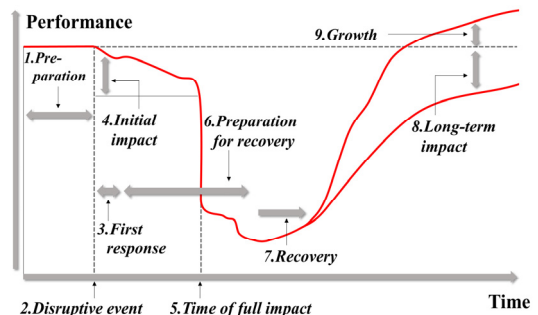 Performance
9.Growth
1.Pre-
paration
4.Initial
impact
6.Preparation
for recovery
8.Long-term
impact
3.First
response
7.Recovery
2.Disruptive event
5.Time of full impact
Time